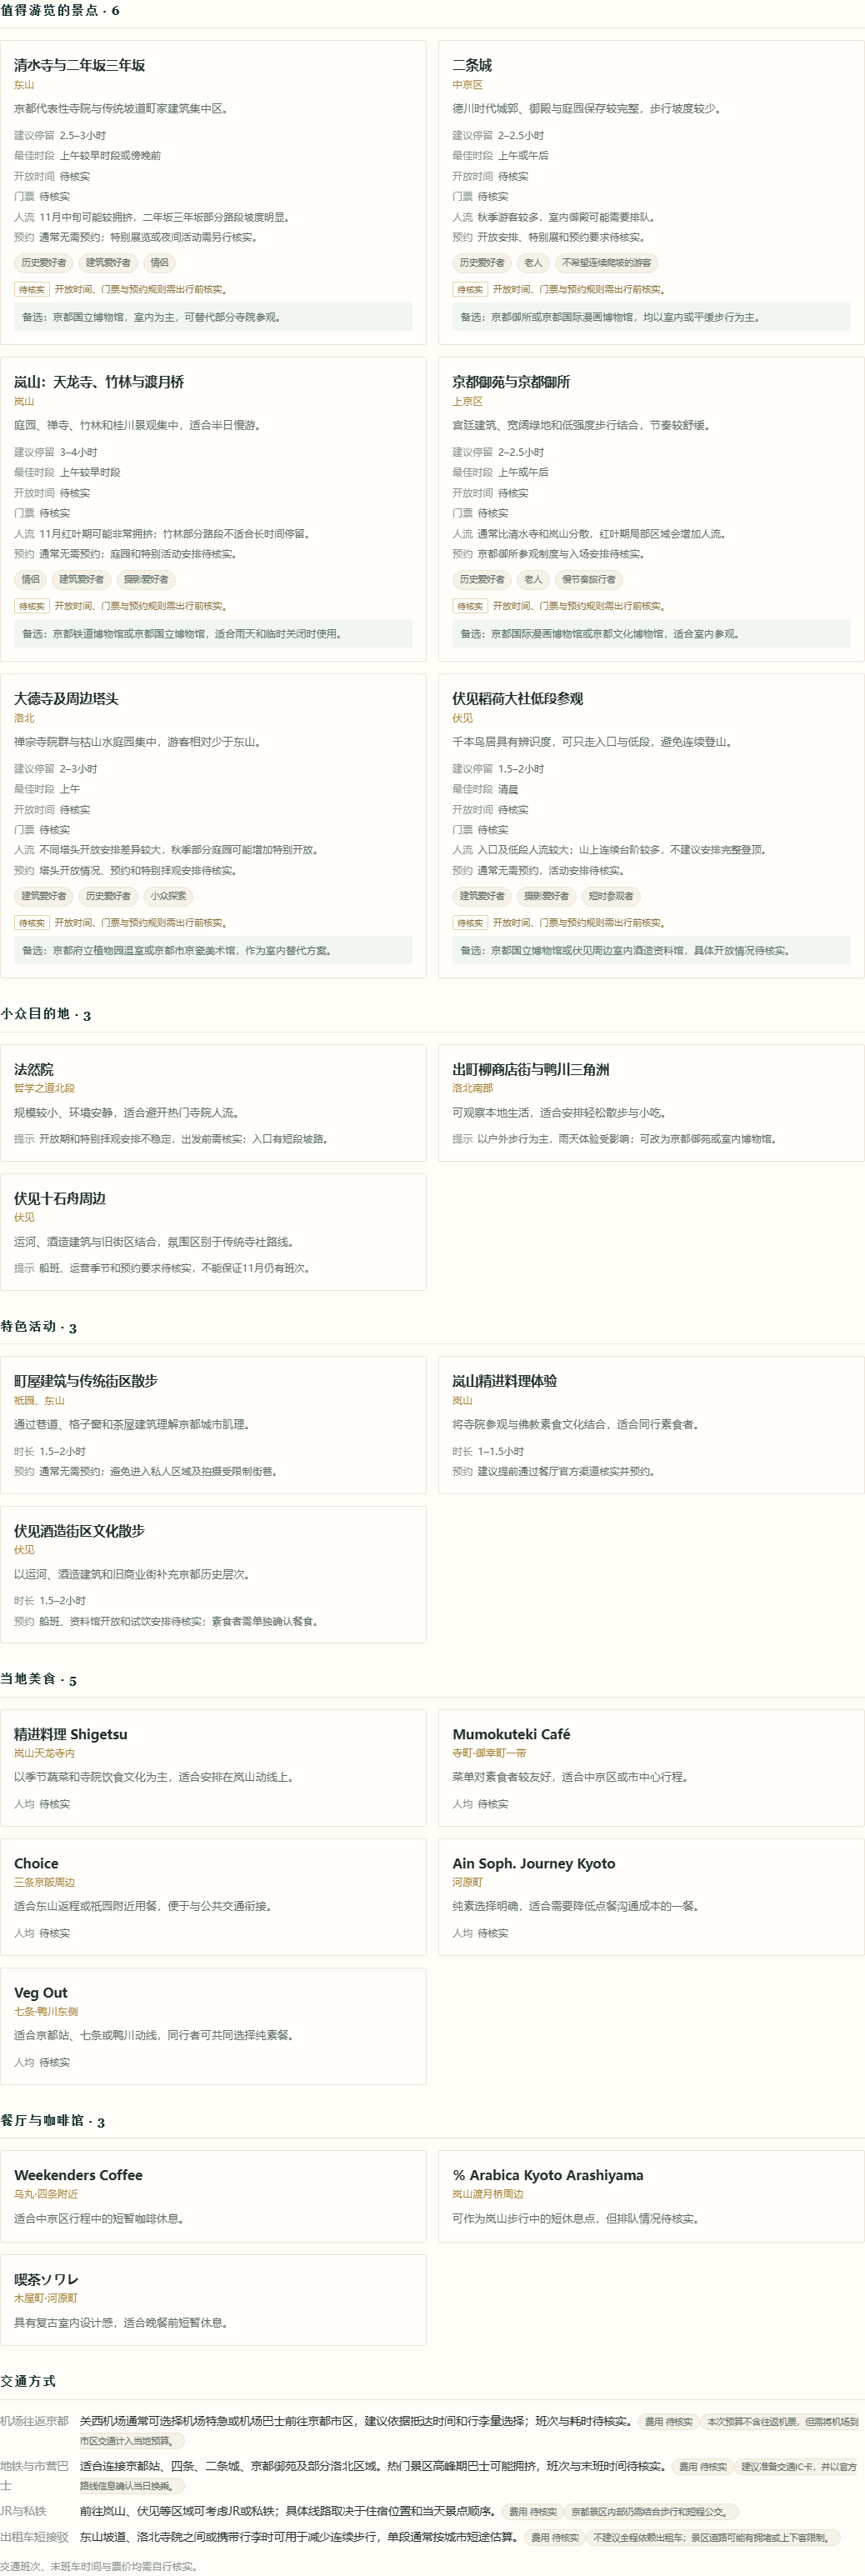 值得游览的景点 · 6
清水寺与二年坂三年坂
东山
京都代表性寺院与传统坡道町家建筑集中区。
建议停留 2.5–3小时
最佳时段 上午较早时段或傍晚前
开放时间 待核实
门票 待核实
人流 11月中旬可能较拥挤，二年坂三年坂部分路段坡度明显。
预约 通常无需预约；特别展览或夜间活动需另行核实。
历史爱好者 建筑爱好者 情侣
待核实 开放时间、门票与预约规则需出行前核实。
备选：京都国立博物馆，室内为主，可替代部分寺院参观。
二条城
中京区
德川时代城郭、御殿与庭园保存较完整，步行坡度较少。
建议停留 2–2.5小时
最佳时段 上午或午后
开放时间 待核实
门票 待核实
人流 秋季游客较多，室内御殿可能需要排队。
预约 开放安排、特别展和预约要求待核实。
历史爱好者 老人 不希望连续爬坡的游客
待核实 开放时间、门票与预约规则需出行前核实。
备选：京都御所或京都国际漫画博物馆，均以室内或平缓步行为主。
岚山：天龙寺、竹林与渡月桥
岚山
庭园、禅寺、竹林和桂川景观集中，适合半日慢游。
建议停留 3–4小时
最佳时段 上午较早时段
开放时间 待核实
门票 待核实
人流 11月红叶期可能非常拥挤；竹林部分路段不适合长时间停留。
预约 通常无需预约；庭园和特别活动安排待核实。
情侣 建筑爱好者 摄影爱好者
待核实 开放时间、门票与预约规则需出行前核实。
备选：京都铁道博物馆或京都国立博物馆，适合雨天和临时关闭时使用。
京都御苑与京都御所
上京区
宫廷建筑、宽阔绿地和低强度步行结合，节奏较舒缓。
建议停留 2–2.5小时
最佳时段 上午或午后
开放时间 待核实
门票 待核实
人流 通常比清水寺和岚山分散，红叶期局部区域会增加人流。
预约 京都御所参观制度与入场安排待核实。
历史爱好者 老人 慢节奏旅行者
待核实 开放时间、门票与预约规则需出行前核实。
备选：京都国际漫画博物馆或京都文化博物馆，适合室内参观。
大德寺及周边塔头
洛北
禅宗寺院群与枯山水庭园集中，游客相对少于东山。
建议停留 2–3小时
最佳时段 上午
开放时间 待核实
门票 待核实
人流 不同塔头开放安排差异较大，秋季部分庭园可能增加特别开放。
预约 塔头开放情况、预约和特别拝观安排待核实。
建筑爱好者 历史爱好者 小众探索
待核实 开放时间、门票与预约规则需出行前核实。
备选：京都府立植物园温室或京都市京瓷美术馆，作为室内替代方案。
伏见稻荷大社低段参观
伏见
千本鸟居具有辨识度，可只走入口与低段，避免连续登山。
建议停留 1.5–2小时
最佳时段 清晨
开放时间 待核实
门票 待核实
人流 入口及低段人流较大；山上连续台阶较多，不建议安排完整登顶。
预约 通常无需预约，活动安排待核实。
建筑爱好者 摄影爱好者 短时参观者
待核实 开放时间、门票与预约规则需出行前核实。
备选：京都国立博物馆或伏见周边室内酒造资料馆，具体开放情况待核实。
小众目的地 · 3
法然院
哲学之道北段
规模较小、环境安静，适合避开热门寺院人流。
提示 开放期和特别拝观安排不稳定，出发前需核实；入口有短段坡路。
出町柳商店街与鸭川三角洲
洛北南部
可观察本地生活，适合安排轻松散步与小吃。
提示 以户外步行为主，雨天体验受影响；可改为京都御苑或室内博物馆。
伏见十石舟周边
伏见
运河、酒造建筑与旧街区结合，氛围区别于传统寺社路线。
提示 船班、运营季节和预约要求待核实，不能保证11月仍有班次。
特色活动 · 3
町屋建筑与传统街区散步
祇园、东山
通过巷道、格子窗和茶屋建筑理解京都城市肌理。
时长 1.5–2小时
预约 通常无需预约；避免进入私人区域及拍摄受限制街巷。
岚山精进料理体验
岚山
将寺院参观与佛教素食文化结合，适合同行素食者。
时长 1–1.5小时
预约 建议提前通过餐厅官方渠道核实并预约。
伏见酒造街区文化散步
伏见
以运河、酒造建筑和旧商业街补充京都历史层次。
时长 1.5–2小时
预约 船班、资料馆开放和试饮安排待核实；素食者需单独确认餐食。
当地美食 · 5
精进料理 Shigetsu
岚山天龙寺内
以季节蔬菜和寺院饮食文化为主，适合安排在岚山动线上。
人均 待核实
Mumokuteki Café
寺町·御幸町一带
菜单对素食者较友好，适合中京区或市中心行程。
人均 待核实
Choice
三条京阪周边
适合东山返程或祇园附近用餐，便于与公共交通衔接。
人均 待核实
Ain Soph. Journey Kyoto
河原町
纯素选择明确，适合需要降低点餐沟通成本的一餐。
人均 待核实
Veg Out
七条·鸭川东侧
适合京都站、七条或鸭川动线，同行者可共同选择纯素餐。
人均 待核实
餐厅与咖啡馆 · 3
Weekenders Coffee
乌丸·四条附近
适合中京区行程中的短暂咖啡休息。
% Arabica Kyoto Arashiyama
岚山渡月桥周边
可作为岚山步行中的短休息点，但排队情况待核实。
喫茶ソワレ
木屋町·河原町
具有复古室内设计感，适合晚餐前短暂休息。
交通方式
机场往返京都 关西机场通常可选择机场特急或机场巴士前往京都市区，建议依据抵达时间和行李量选择；班次与耗时待核实。 费用 待核实 本次预算不含往返机票，但需将机场到
市区交通计入当地预算。
地铁与市营巴 适合连接京都站、四条、二条城、京都御苑及部分洛北区域。热门景区高峰期巴士可能拥挤，班次与末班时间待核实。 费用 待核实 建议准备交通IC卡，并以官方
士 路线信息确认当日换乘。
JR与私铁 前往岚山、伏见等区域可考虑JR或私铁；具体线路取决于住宿位置和当天景点顺序。 费用 待核实 京都景区内部仍需结合步行和短程公交。
出租车短接驳 东山坡道、洛北寺院之间或携带行李时可用于减少连续步行，单段通常按城市短途估算。 费用 待核实 不建议全程依赖出租车；景区道路可能有拥堵或上下客限制。
交通班次、末班车时间与票价均需自行核实。